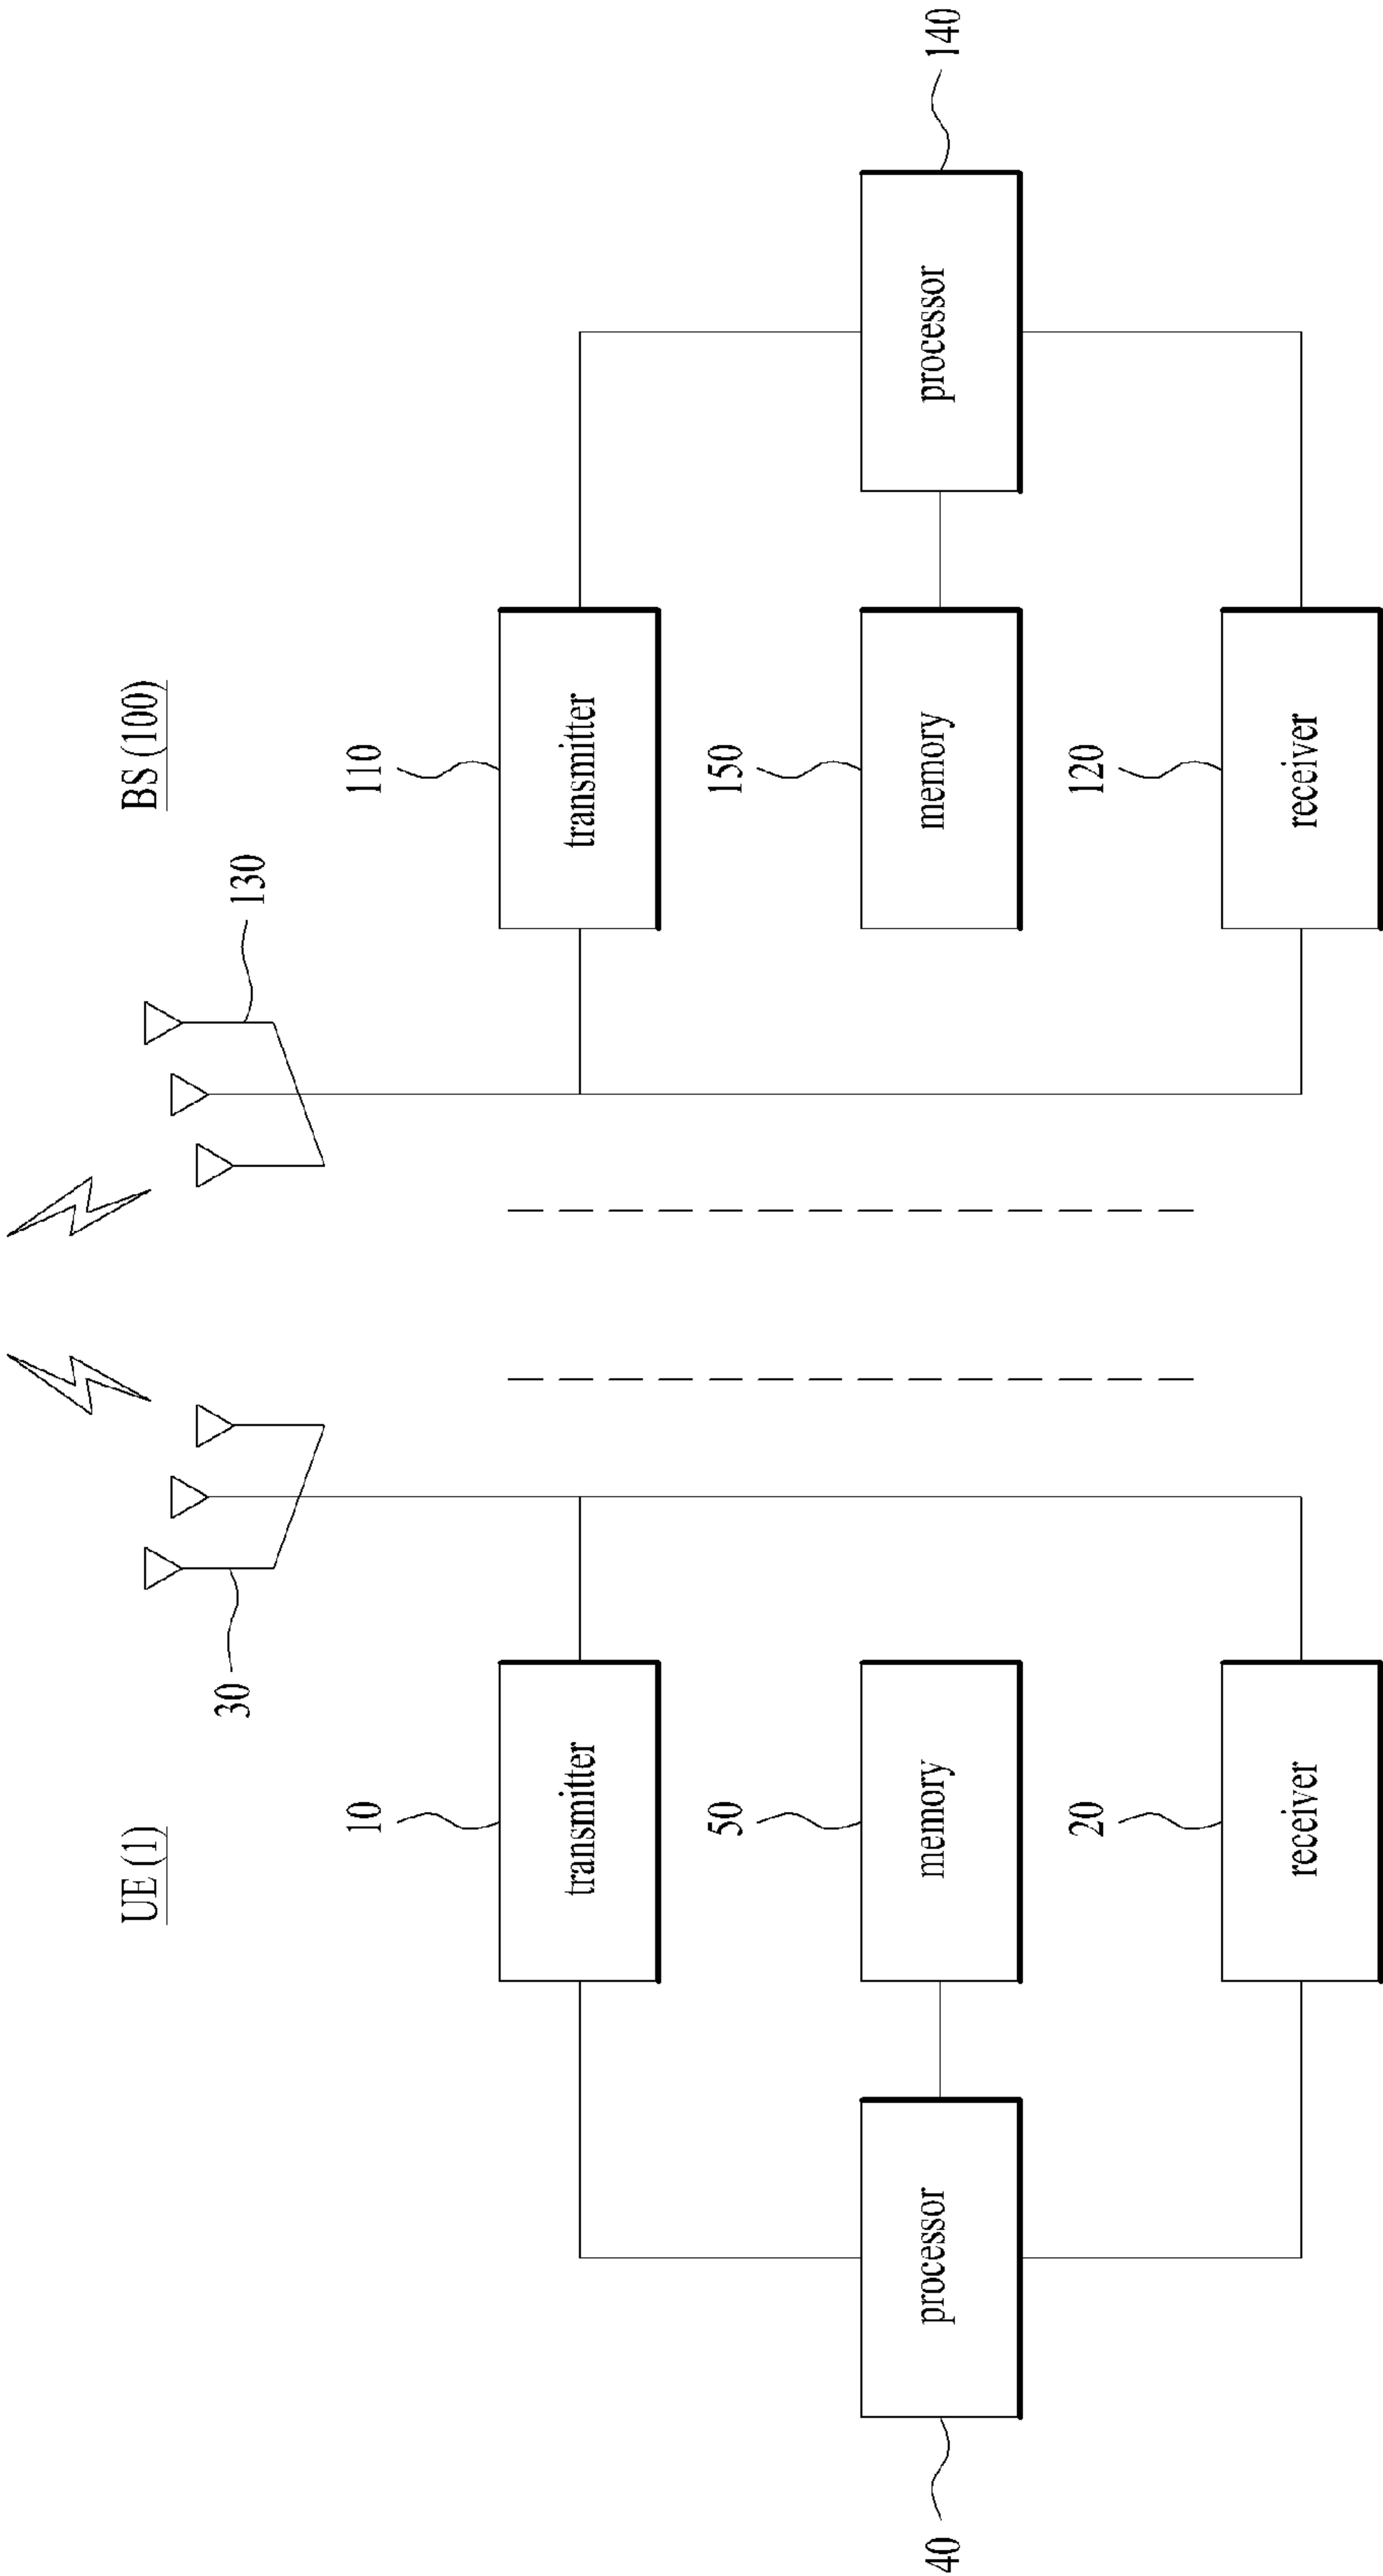 UE (1)
BS (100)
30
130
10
110
transmitter
transmitter
50
150
40
processor
memory
memory
processor
140
20
120
receiver
receiver